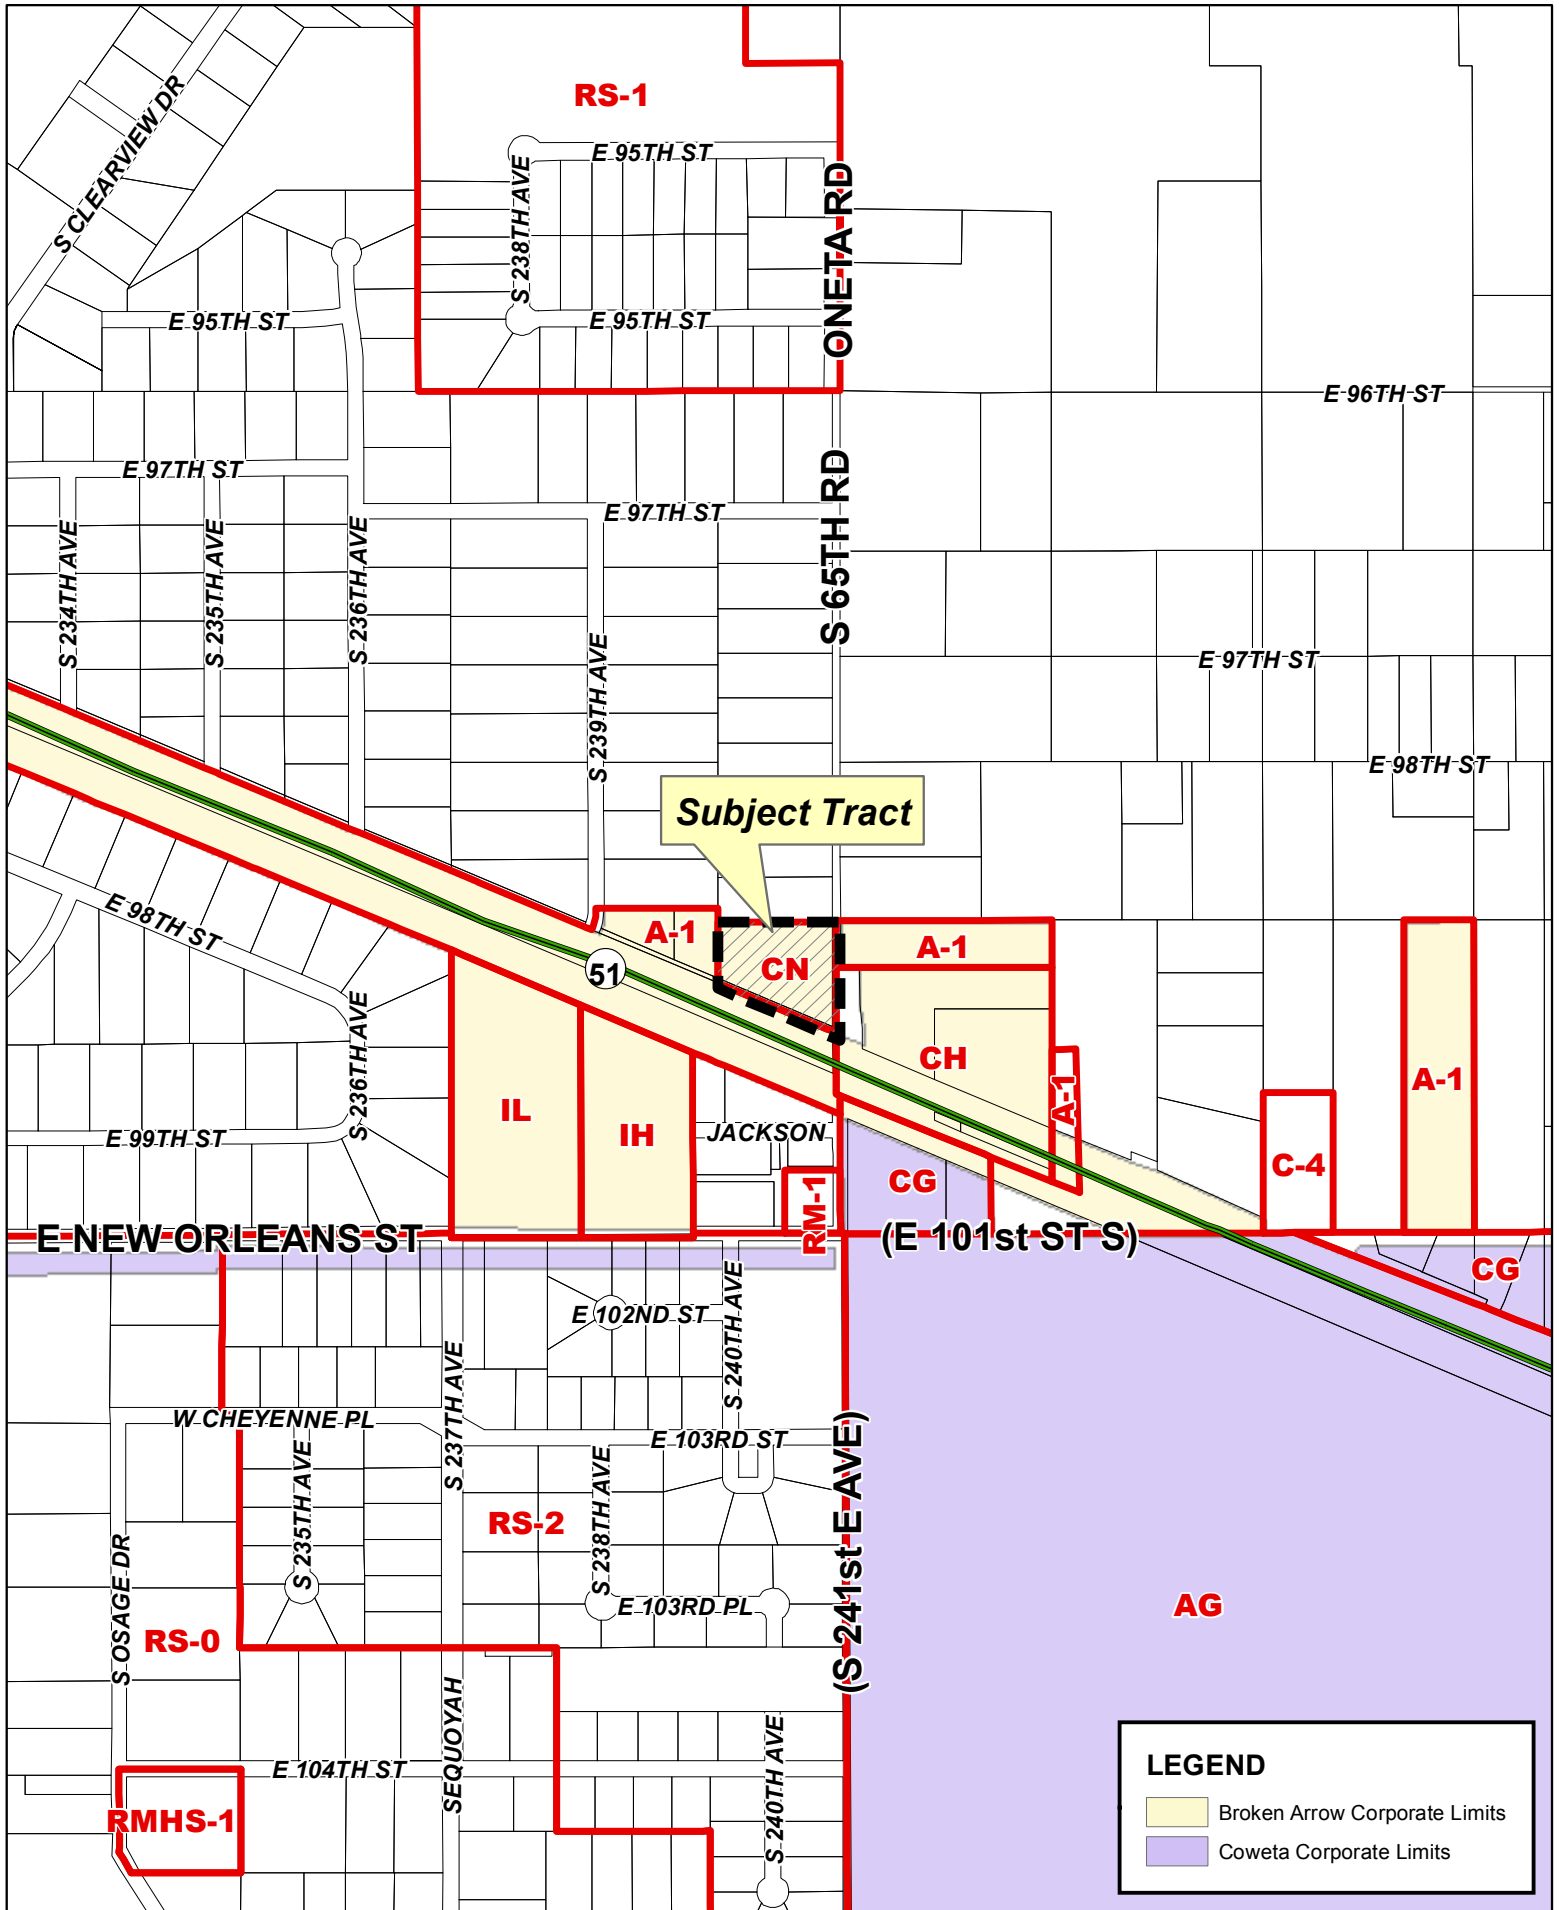 RS-1
S CLEARVIEW DR
E 95TH ST
S 238TH AVE
ONETA RD
E 95TH ST
E 95TH ST
E 96TH ST
E 97TH ST
E 97TH ST
S 65TH RD
S 234TH AVE
S 235TH AVE
S 236TH AVE
S 239TH AVE
E 97TH ST
E 98TH ST
Subject Tract
E 98TH ST
A-1
CN
A-1
51
CH
A-1
A-1
S 236TH AVE
IL
IH
JACKSON
E 99TH ST
RM-1
CG
C-4
E NEW ORLEANS ST
(E 101st ST S)
CG
E 102ND ST
S 240TH AVE
S 237TH AVE
W CHEYENNE PL
E 103RD ST
S 235TH AVE
RS-2
S 238TH AVE
(S 241st E AVE)
S OSAGE DR
E 103RD PL
AG
RS-0
SEQUOYAH
S 240TH AVE
E 104TH ST
RMHS-1
LEGEND
Broken Arrow Corporate Limits
Coweta Corporate Limits